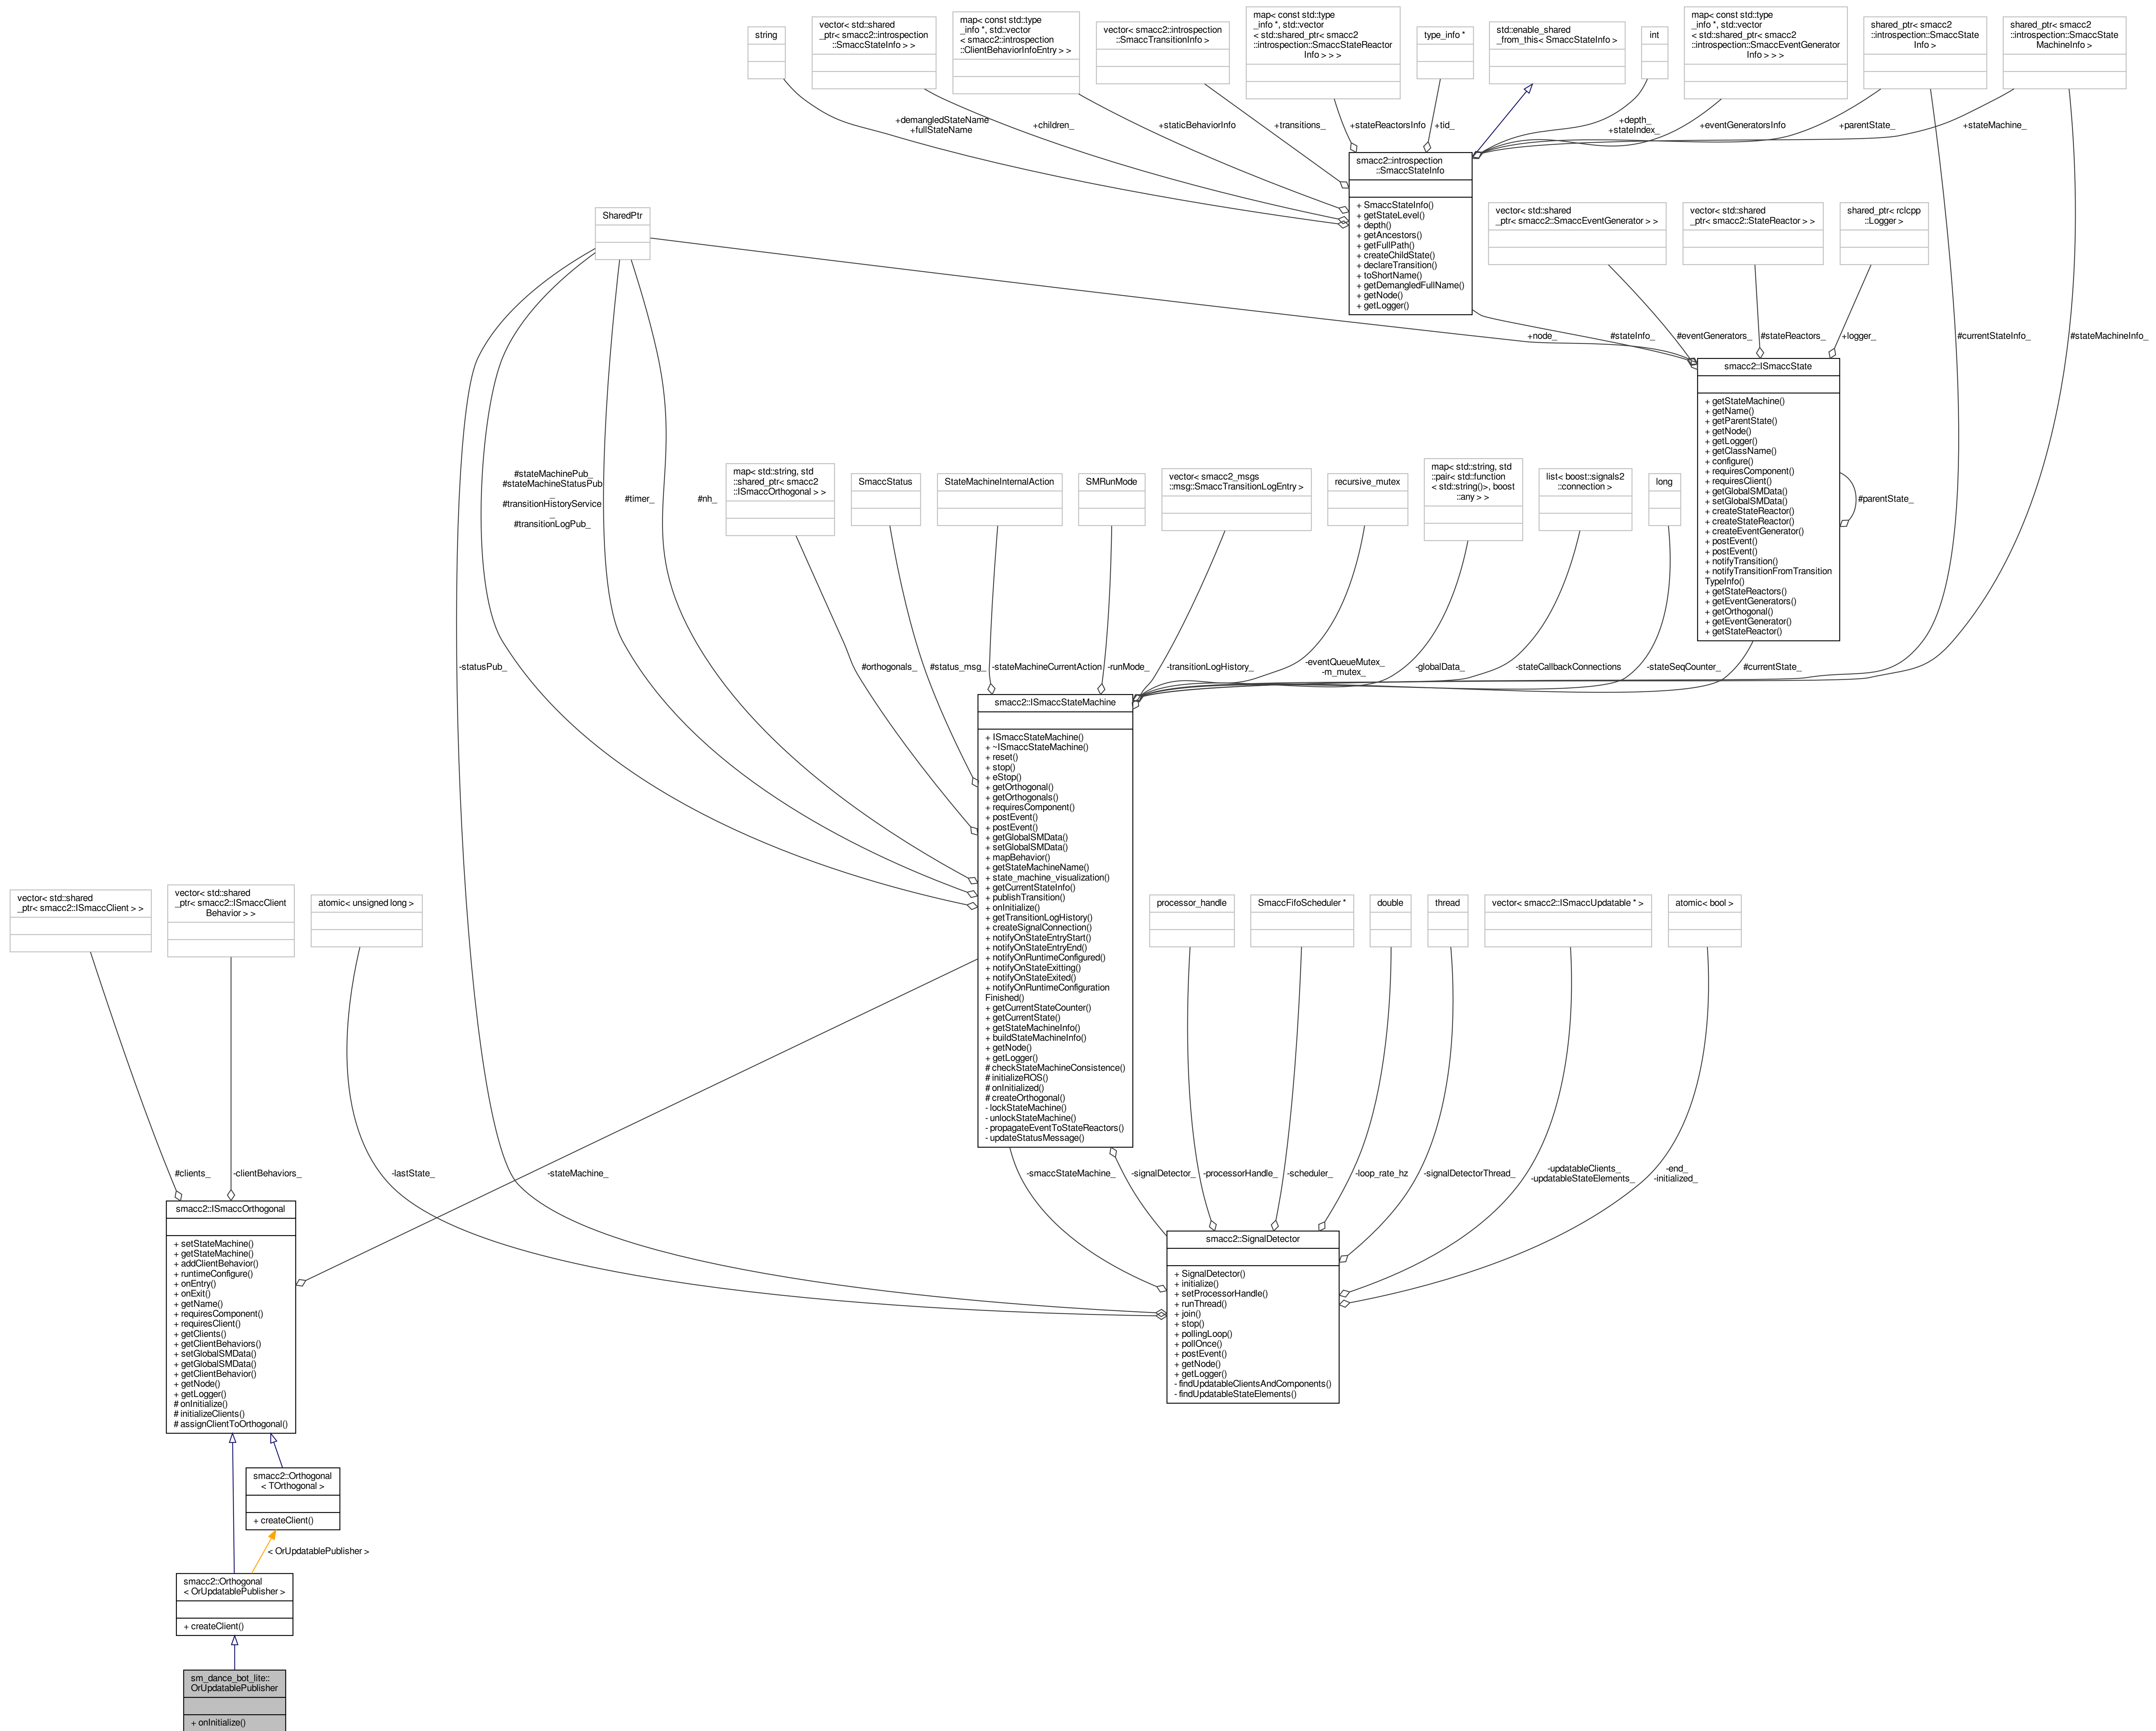 string
vector< std::shared
_ptr< smacc2::introspection
::SmaccStateInfo > >
map< const std::type
_info *, std::vector
< smacc2::introspection
::ClientBehaviorInfoEntry > >
vector< smacc2::introspection
::SmaccTransitionInfo >
map< const std::type
_info *, std::vector
< std::shared_ptr< smacc2
::introspection::SmaccStateReactor
Info > > >
type_info *
std::enable_shared
_from_this< SmaccStateInfo >
int
map< const std::type
_info *, std::vector
< std::shared_ptr< smacc2
::introspection::SmaccEventGenerator
Info > > >
shared_ptr< smacc2
::introspection::SmaccState
Info >
shared_ptr< smacc2
::introspection::SmaccState
MachineInfo >
+demangledStateName
+fullStateName
+children_
+staticBehaviorInfo
+transitions_
+stateReactorsInfo
+tid_
+depth_
+stateIndex_
+eventGeneratorsInfo
+parentState_
+stateMachine_
smacc2::introspection
::SmaccStateInfo
+ SmaccStateInfo()
+ getStateLevel()
+ depth()
+ getAncestors()
+ getFullPath()
+ createChildState()
+ declareTransition()
+ toShortName()
+ getDemangledFullName()
+ getNode()
+ getLogger()
SharedPtr
vector< std::shared
_ptr< smacc2::SmaccEventGenerator > >
vector< std::shared
_ptr< smacc2::StateReactor > >
shared_ptr< rclcpp
::Logger >
+node_
#stateInfo_
#eventGenerators_
#stateReactors_
+logger_
#currentStateInfo_
#stateMachineInfo_
smacc2::ISmaccState
+ getStateMachine()
+ getName()
+ getParentState()
+ getNode()
+ getLogger()
+ getClassName()
+ configure()
+ requiresComponent()
+ requiresClient()
+ getGlobalSMData()
+ setGlobalSMData()
+ createStateReactor()
+ createStateReactor()
+ createEventGenerator()
+ postEvent()
+ postEvent()
+ notifyTransition()
+ notifyTransitionFromTransition
TypeInfo()
+ getStateReactors()
+ getEventGenerators()
+ getOrthogonal()
+ getEventGenerator()
+ getStateReactor()
#parentState_
#stateMachinePub_
#stateMachineStatusPub
_
#transitionHistoryService
_
#transitionLogPub_
#timer_
#nh_
map< std::string, std
::shared_ptr< smacc2
::ISmaccOrthogonal > >
SmaccStatus
StateMachineInternalAction
SMRunMode
vector< smacc2_msgs
::msg::SmaccTransitionLogEntry >
recursive_mutex
map< std::string, std
::pair< std::function
< std::string()>, boost
::any > >
list< boost::signals2
::connection >
long
-statusPub_
#orthogonals_
#status_msg_
-stateMachineCurrentAction
-runMode_
-transitionLogHistory_
-eventQueueMutex_
-m_mutex_
-globalData_
-stateCallbackConnections
-stateSeqCounter_
#currentState_
smacc2::ISmaccStateMachine
+ ISmaccStateMachine()
+ ~ISmaccStateMachine()
+ reset()
+ stop()
+ eStop()
+ getOrthogonal()
+ getOrthogonals()
+ requiresComponent()
+ postEvent()
+ postEvent()
+ getGlobalSMData()
+ setGlobalSMData()
+ mapBehavior()
+ getStateMachineName()
+ state_machine_visualization()
+ getCurrentStateInfo()
+ publishTransition()
+ onInitialize()
+ getTransitionLogHistory()
+ createSignalConnection()
+ notifyOnStateEntryStart()
+ notifyOnStateEntryEnd()
+ notifyOnRuntimeConfigured()
+ notifyOnStateExitting()
+ notifyOnStateExited()
+ notifyOnRuntimeConfiguration
Finished()
+ getCurrentStateCounter()
+ getCurrentState()
+ getStateMachineInfo()
+ buildStateMachineInfo()
+ getNode()
+ getLogger()
# checkStateMachineConsistence()
# initializeROS()
# onInitialized()
# createOrthogonal()
- lockStateMachine()
- unlockStateMachine()
- propagateEventToStateReactors()
- updateStatusMessage()
vector< std::shared
_ptr< smacc2::ISmaccClient > >
vector< std::shared
_ptr< smacc2::ISmaccClient
Behavior > >
atomic< unsigned long >
processor_handle
SmaccFifoScheduler *
double
thread
vector< smacc2::ISmaccUpdatable * >
atomic< bool >
#clients_
-clientBehaviors_
-lastState_
-stateMachine_
-smaccStateMachine_
-signalDetector_
-processorHandle_
-scheduler_
-loop_rate_hz
-signalDetectorThread_
-updatableClients_
-updatableStateElements_
-end_
-initialized_
smacc2::ISmaccOrthogonal
+ setStateMachine()
+ getStateMachine()
+ addClientBehavior()
+ runtimeConfigure()
+ onEntry()
+ onExit()
+ getName()
+ requiresComponent()
+ requiresClient()
+ getClients()
+ getClientBehaviors()
+ setGlobalSMData()
+ getGlobalSMData()
+ getClientBehavior()
+ getNode()
+ getLogger()
# onInitialize()
# initializeClients()
# assignClientToOrthogonal()
smacc2::SignalDetector
+ SignalDetector()
+ initialize()
+ setProcessorHandle()
+ runThread()
+ join()
+ stop()
+ pollingLoop()
+ pollOnce()
+ postEvent()
+ getNode()
+ getLogger()
- findUpdatableClientsAndComponents()
- findUpdatableStateElements()
smacc2::Orthogonal
< TOrthogonal >
+ createClient()
< OrUpdatablePublisher >
smacc2::Orthogonal
< OrUpdatablePublisher >
+ createClient()
sm_dance_bot_lite::
OrUpdatablePublisher
+ onInitialize()